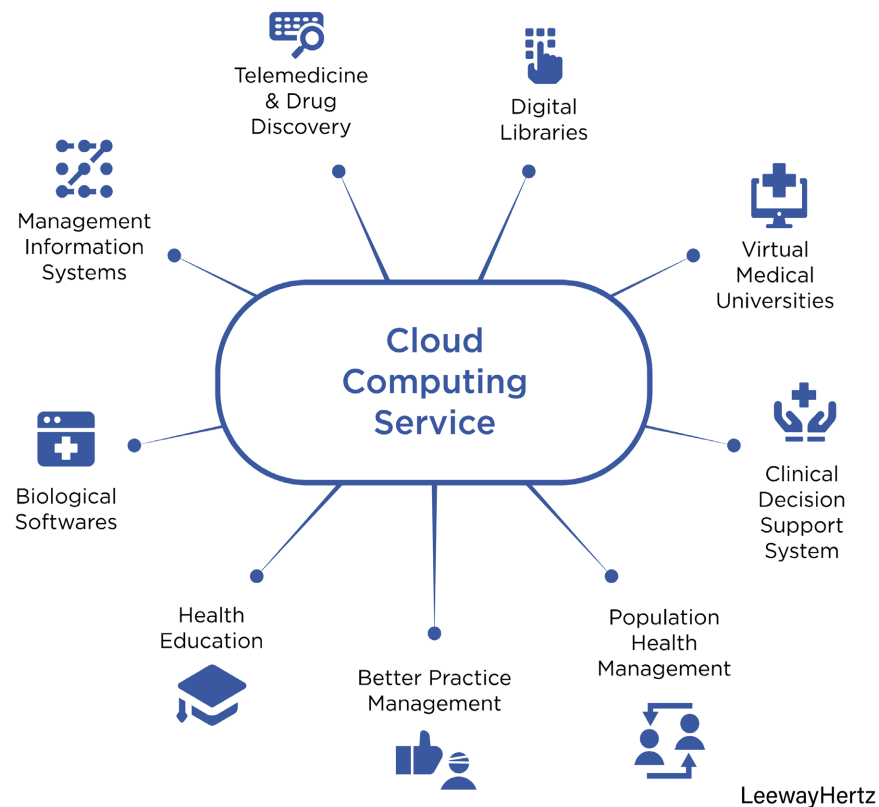 Telemedicine
& Drug
Discovery
Digital
Libraries
Management
Information
Systems
Virtual
Medical
Universities
Cloud
Computing
Service
Biological
Softwares
Clinical
Decision
Support
System
Health
Education
Better Practice
Management
Population
Health
Management
LeewayHertz